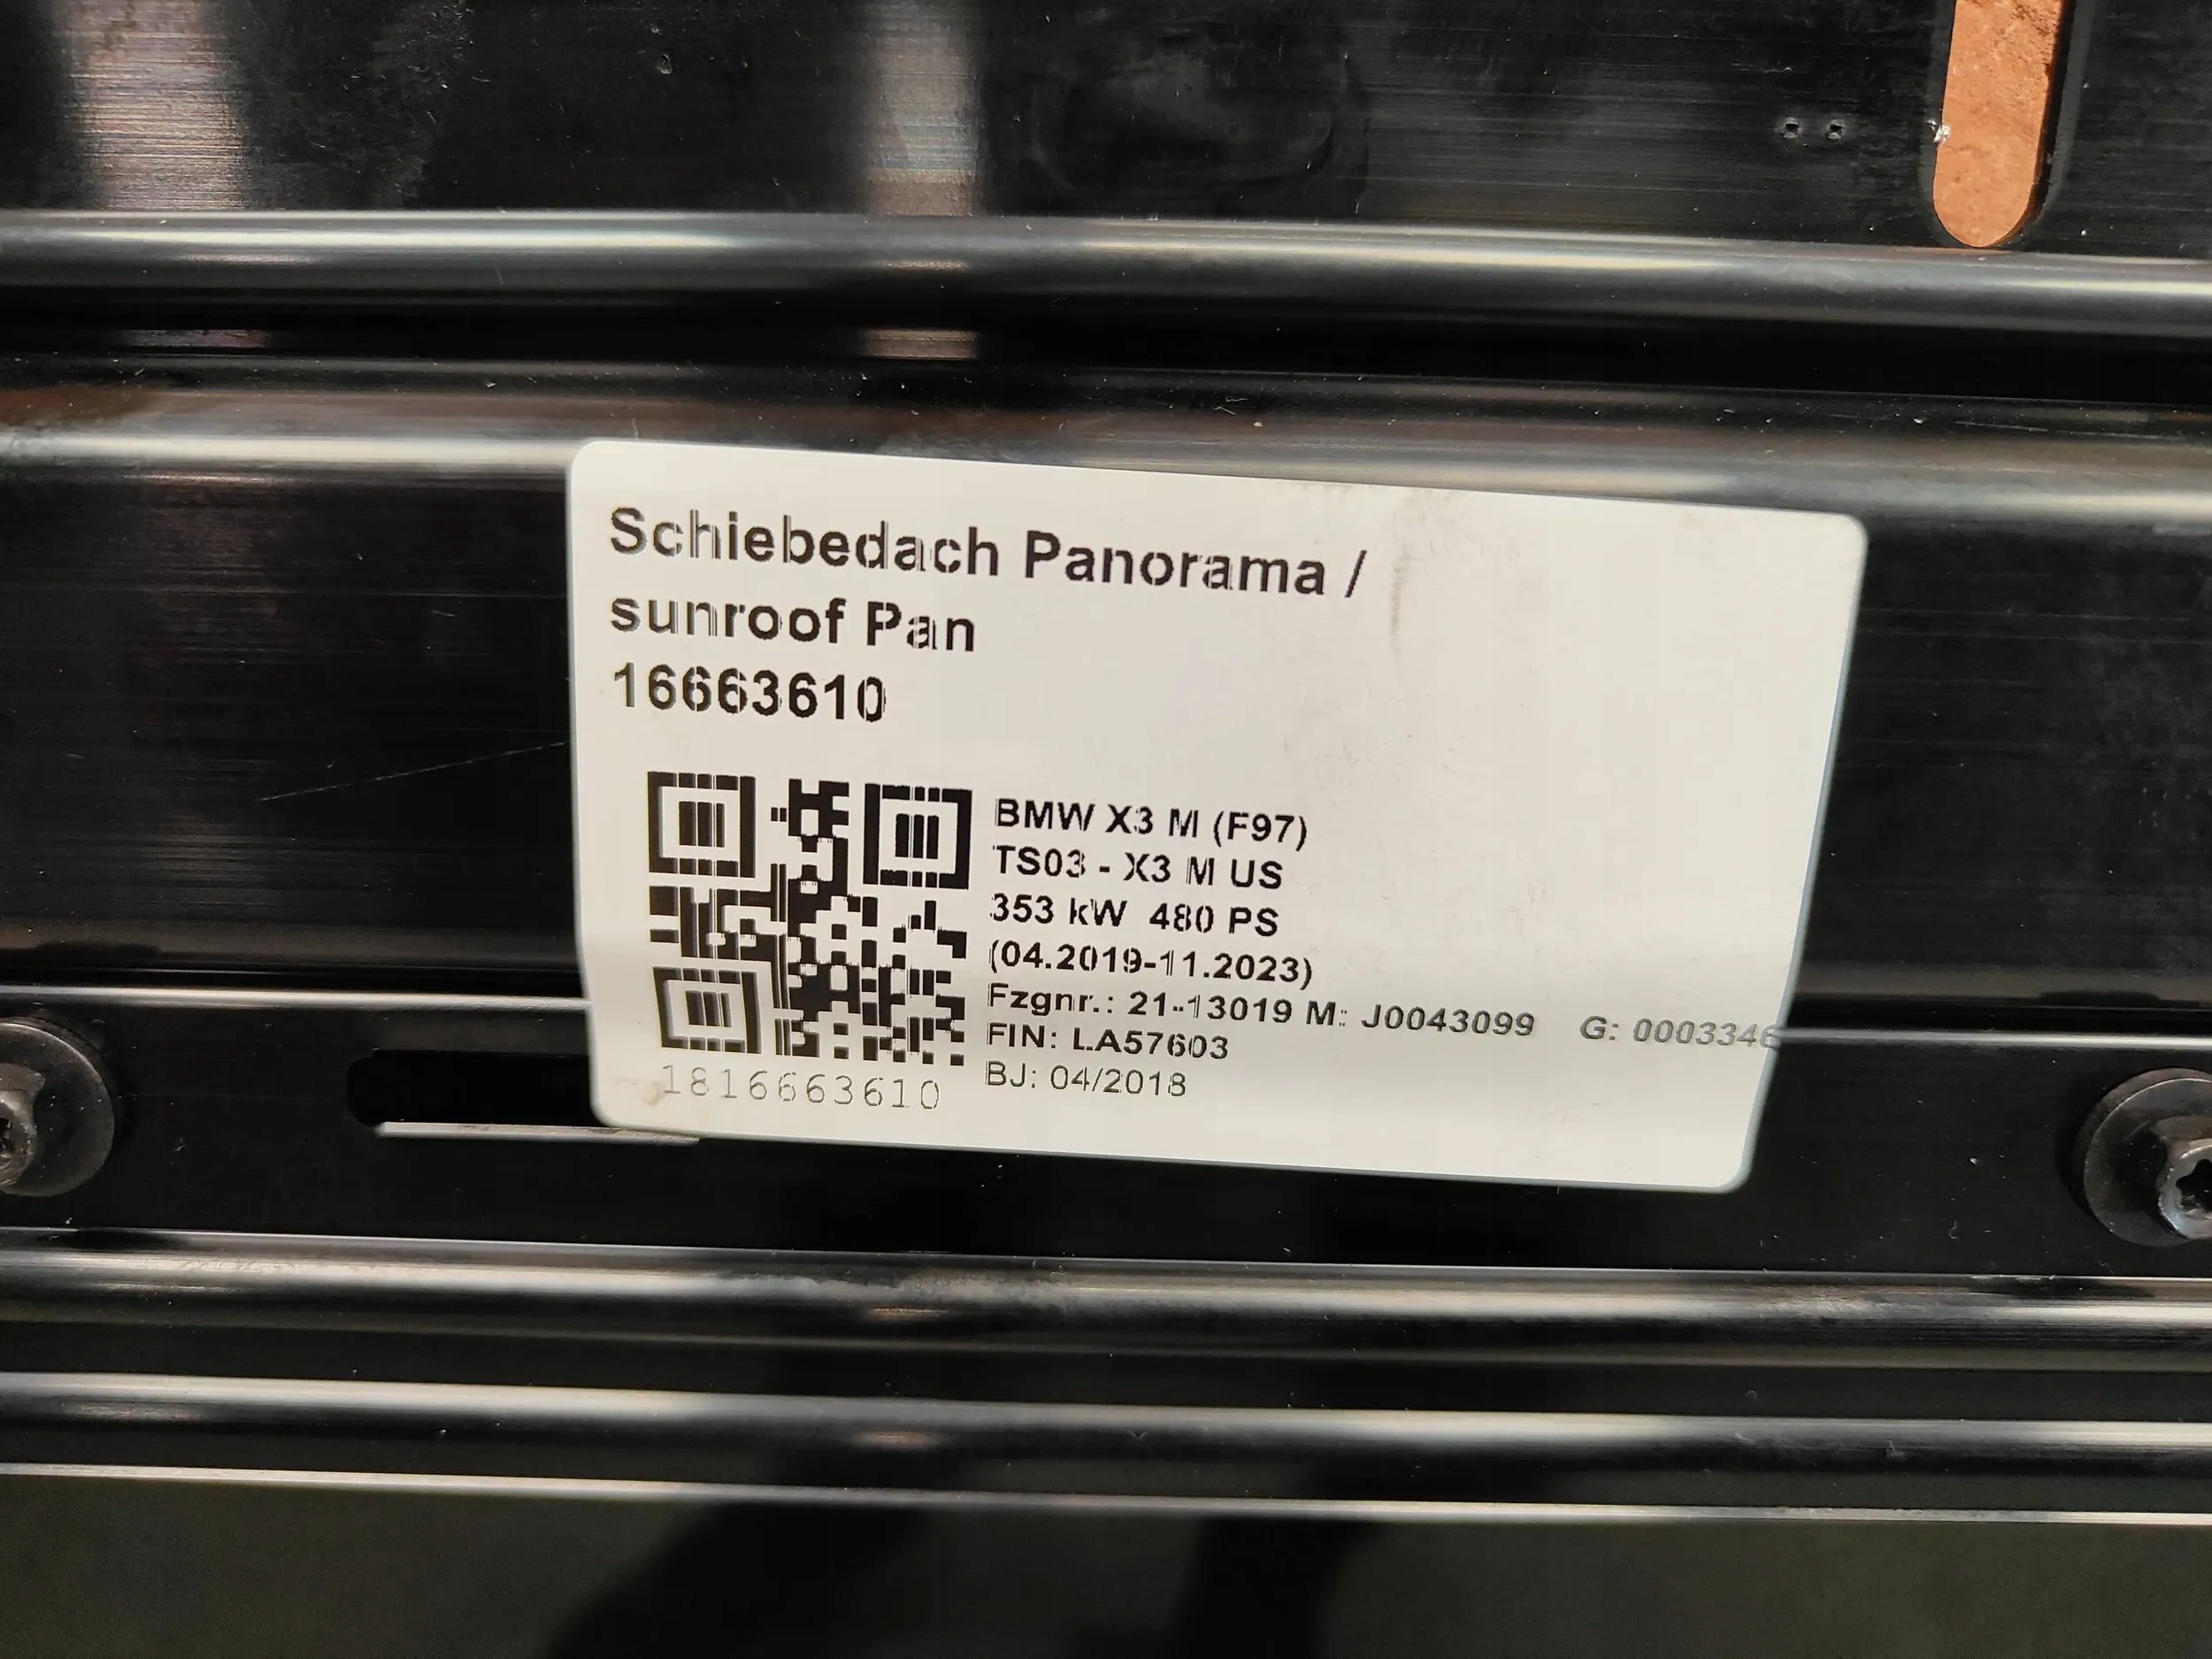 Schiebedach Panorama /
sunroof Pan
16663610
BMW X3 M (F97)
TS03 - X3 M US
353 kW 480 PS
(04.2019-11.2023)
Fzgnr.: 21-13019 M: J0043099 G: 0003346
FIN: LA57603
BJ: 04/2018
1816663610